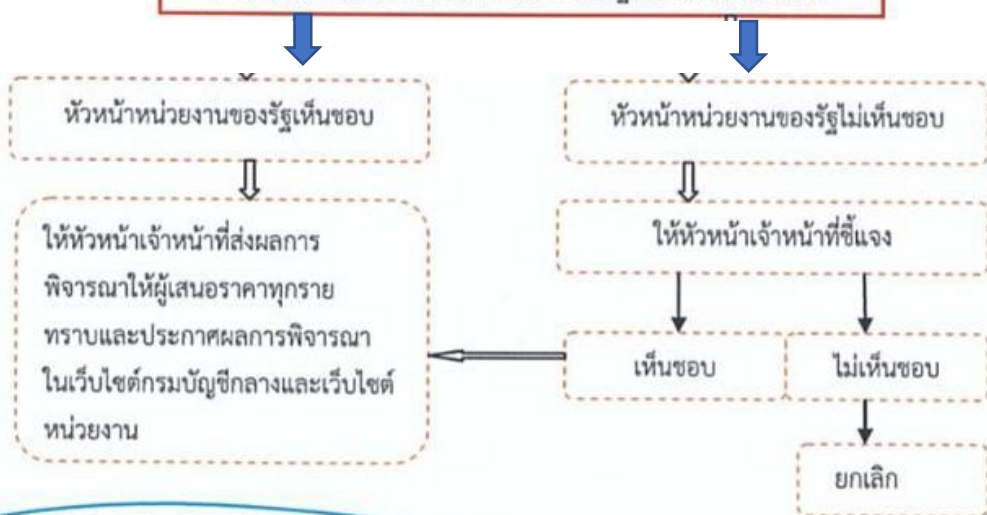 หัวหน้าหน่วยงานของรัฐเห็นชอบ
หัวหน้าหน่วยงานของรัฐไม่เห็นชอบ
ให้หัวหน้าเจ้าหน้าที่ส่งผลการ
พิจารณาให้ผู้เสนอราคาทุกราย
ทราบและประกาศผลการพิจารณา
ในเว็บไซต์กรมบัญชีกลางและเว็บไซต์
หน่วยงาน
ให้หัวหน้าเจ้าหน้าที่ชี้แจง
เห็นชอบ
ไม่เห็นชอบ
ยกเลิก